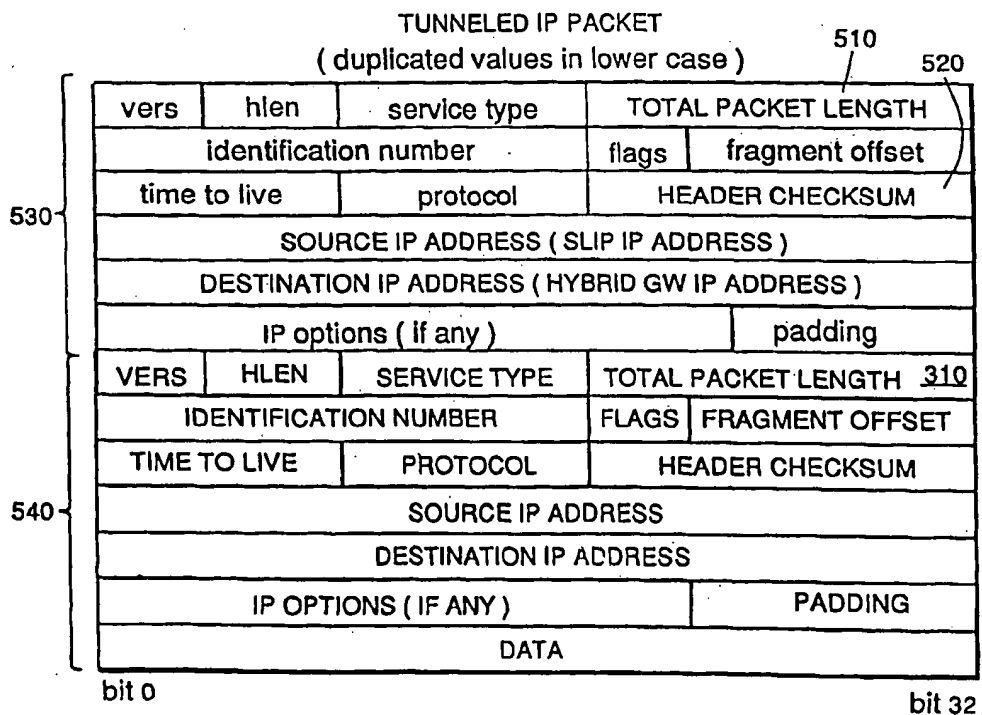 TUNNELED IP PACKET
( duplicated values in lower case )
510
520
vers hlen service type TOTAL PACKET LENGTH
identification number flags fragment offset
time to live protocol HEADER CHECKSUM
530
SOURCE IP ADDRESS ( SLIP IP ADDRESS )
DESTINATION IP ADDRESS ( HYBRID GW IP ADDRESS )
IP options ( if any ) padding
VERS HLEN SERVICE TYPE TOTAL PACKET LENGTH 310
IDENTIFICATION NUMBER FLAGS FRAGMENT OFFSET
TIME TO LIVE PROTOCOL HEADER CHECKSUM
540
SOURCE IP ADDRESS
DESTINATION IP ADDRESS
IP OPTIONS ( IF ANY ) PADDING
DATA
bit 0 bit 32